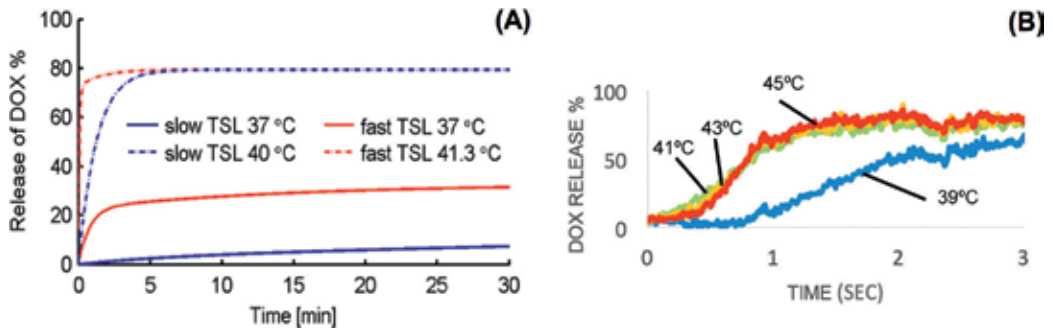 (A)
Release of DOX %
100
80
60
40
20
0
slow TSL 37 °C
fast TSL 37 °C
slow TSL 40 °C
fast TSL 41.3 °C
0 5 10 15 20 25 30
Time [min]
(B)
DOX RELEASE %
100
50
0
45ºC
43ºC
41ºC
39ºC
0 1 2 3
TIME (SEC)